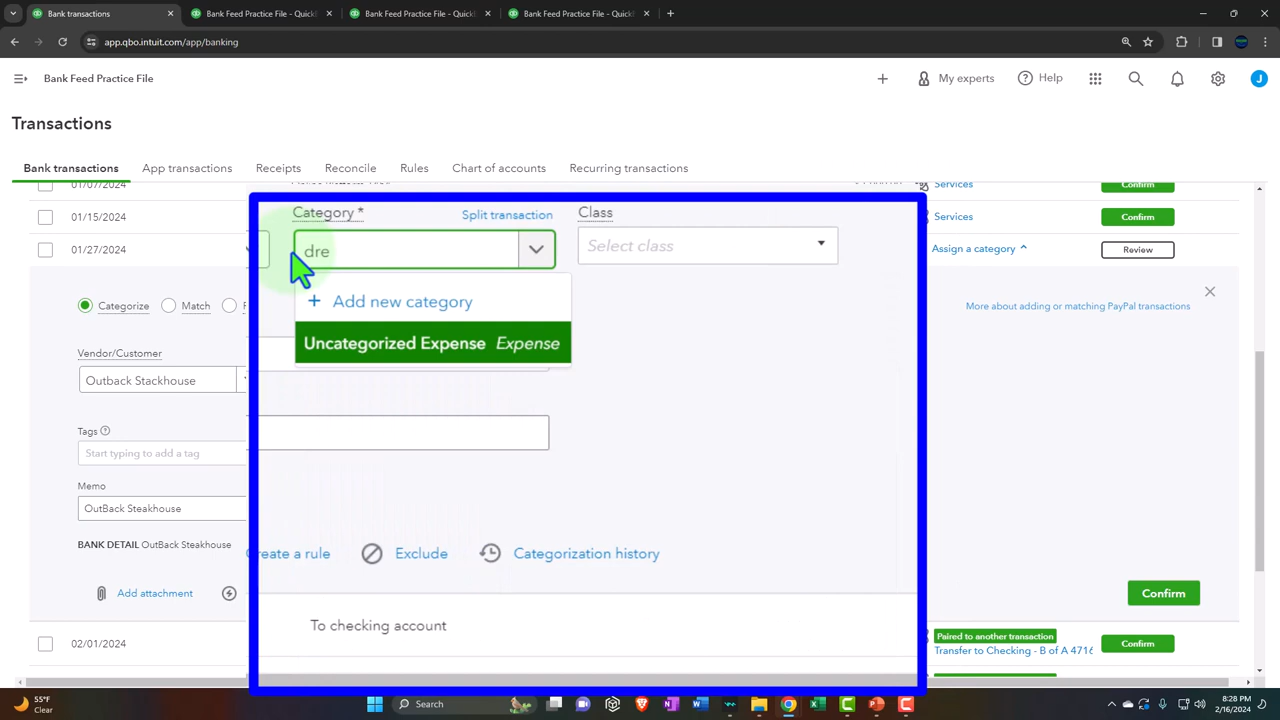 Bank transactions
Bank Feed Practice File - Quick
Bank Feed Practice File - Quick
Bank Feed Practice File - Quick
app.qbo.intuit.com/app/banking
Bank Feed Practice File
My experts
Help
J
Transactions
Bank transactions
App transactions
Receipts
Reconcile
Rules
Chart of accounts
Recurring transactions
01/07/2024
Services
Confirm
01/15/2024
Services
Confirm
01/27/2024
Assign a category
Review
Category *
Split transaction
Class
dre
Select class
+ Add new category
Uncategorized Expense Expense
Categorize
Match
More about adding or matching PayPal transactions
Vendor/Customer
Outback Stackhouse
Tags
Start typing to add a tag
Memo
OutBack Steakhouse
BANK DETAIL OutBack Steakhouse
Add attachment
Create a rule
Exclude
Categorization history
Confirm
To checking account
02/01/2024
Paired to another transaction
Transfer to Checking - B of A 4716
Confirm
55°F
Clear
Search
8:28 PM
2/16/2024